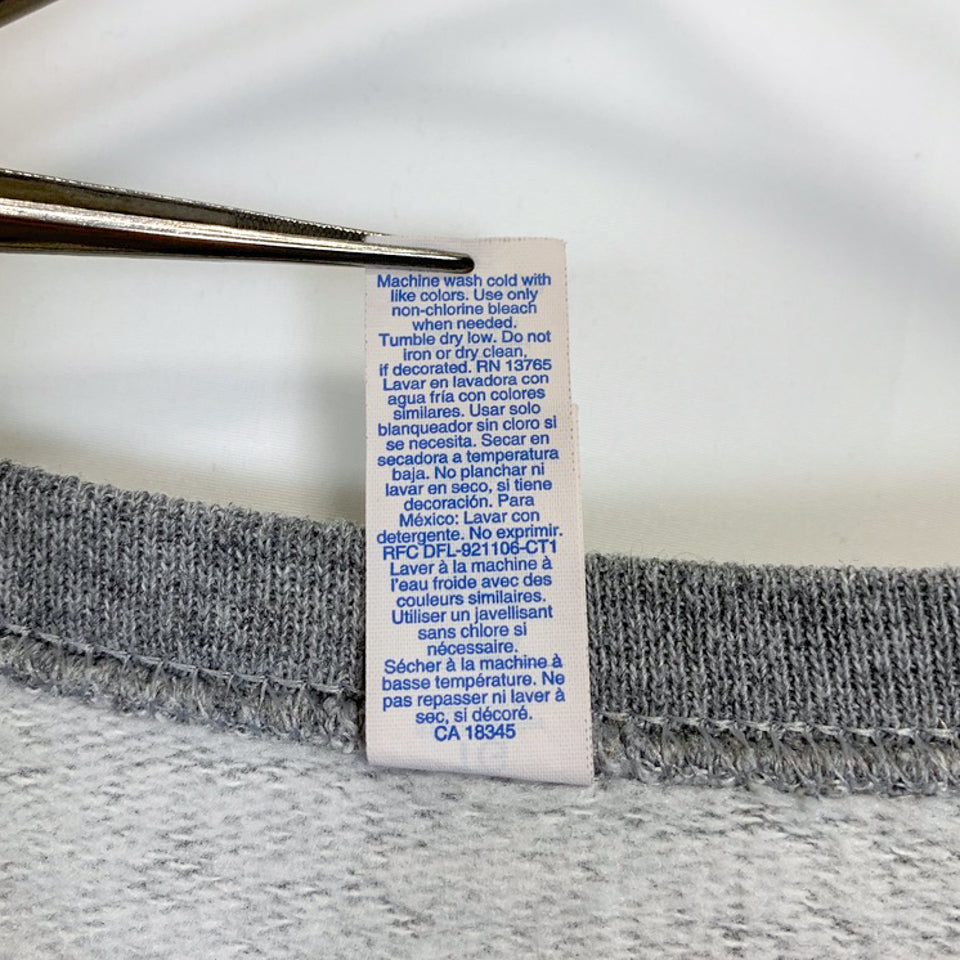 Machine wash cold with
like colors. Use only
non-chlorine bleach
when needed.
Tumble dry low. Do not
iron or dry clean,
if decorated. RN 13765
Lavar en lavadora con
agua fría con colores
similares. Usar solo
blanqueador sin cloro si
se necesita. Secar en
secadora a temperatura
baja. No planchar ni
lavar en seco, si tiene
decoración. Para
México: Lavar con
detergente. No exprimir.
RFC DFL-921106-CT1
Laver à la machine à
l'eau froide avec des
couleurs similaires.
Utiliser un javellisant
sans chlore si
nécessaire.
Sécher à la machine à
basse température. Ne
pas repasser ni laver à
sec, si décoré.
CA 18345